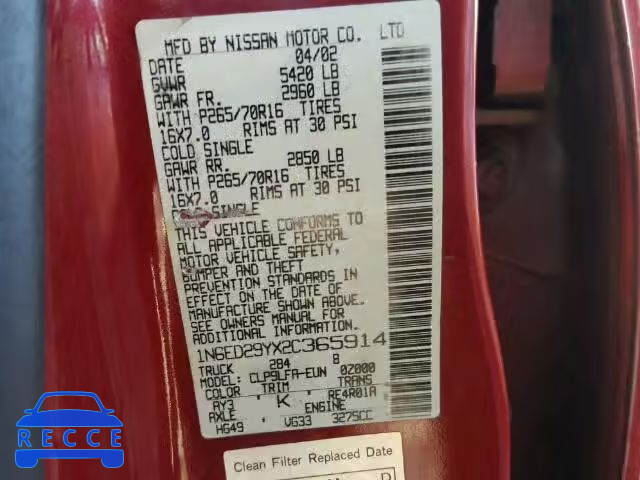 MFD BY NISSAN MOTOR CO. LTD
DATE 04/02
GVWR 5420 LB
GAWR FR. 2960 LB
WITH P265/70R16 TIRES
16X7.0 RIMS AT 30 PSI
COLD SINGLE
GAWR RR. 2850 LB
WITH P265/70R16 TIRES
16X7.0 RIMS AT 30 PSI
COLD SINGLE
THIS VEHICLE CONFORMS TO
ALL APPLICABLE FEDERAL
MOTOR VEHICLE SAFETY,
BUMPER AND THEFT
PREVENTION STANDARDS IN
EFFECT ON THE DATE OF
MANUFACTURE SHOWN ABOVE.
SEE OWNERS MANUAL FOR
ADDITIONAL INFORMATION.
1N6ED29YX2C365914
TRUCK 284 8
MODEL: CLP9LFA-EUN 0Z000
COLOR TRIM TRANS
AY3 K RE4R01A
AXLE ENGINE
HG49 VG33 3275CC
Clean Filter Replaced Date
D
RECCE